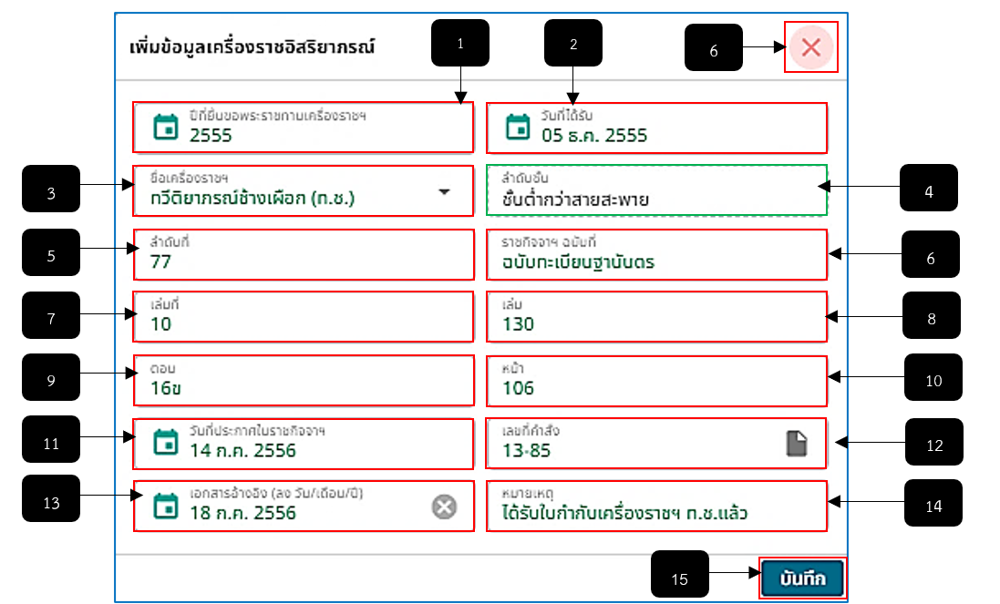 1
2
6
เพิ่มข้อมูลเครื่องราชอิสริยาภรณ์
ปีที่ยื่นขอพระราชทานเครื่องราชฯ
2555
วันที่ได้รับ
05 ธ.ค. 2555
3
ชื่อเครื่องราชฯ
ทวีติยาภรณ์ช้างเผือก (ท.ช.)
ลำดับชั้น
ชั้นต่ำกว่าสายสะพาย
4
5
ลำดับที่
77
ราชกิจจาฯ ฉบับที่
ฉบับทะเบียนฐานันดร
6
7
เล่มที่
10
เล่ม
130
8
9
ตอน
16ข
หน้า
106
10
11
วันที่ประกาศในราชกิจจาฯ
14 ก.ค. 2556
เลขที่คำสั่ง
13-85
12
13
เอกสารอ้างอิง (ลง วัน/เดือน/ปี)
18 ก.ค. 2556
หมายเหตุ
ได้รับใบกำกับเครื่องราชฯ ท.ช.แล้ว
14
15
บันทึก